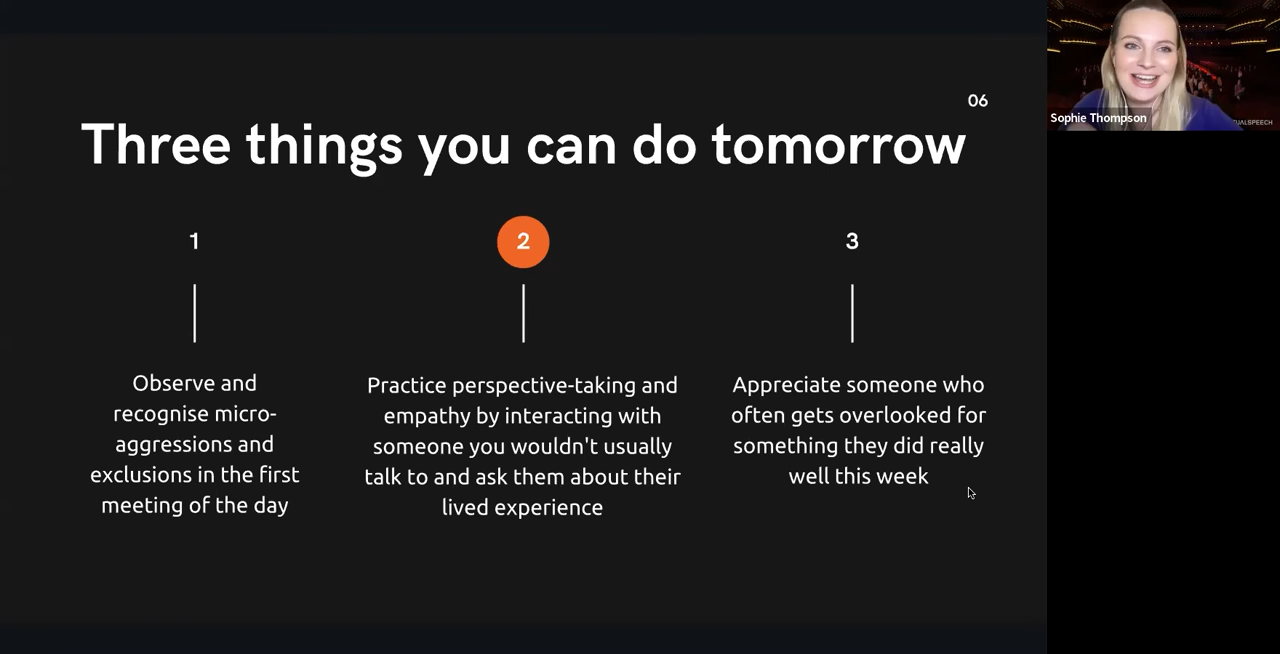 06
Three things you can do tomorrow
1
2
3
Observe and
recognise micro-
aggressions and
exclusions in the first
meeting of the day
Practice perspective-taking and
empathy by interacting with
someone you wouldn't usually
talk to and ask them about their
lived experience
Appreciate someone who
often gets overlooked for
something they did really
well this week
Sophie Thompson